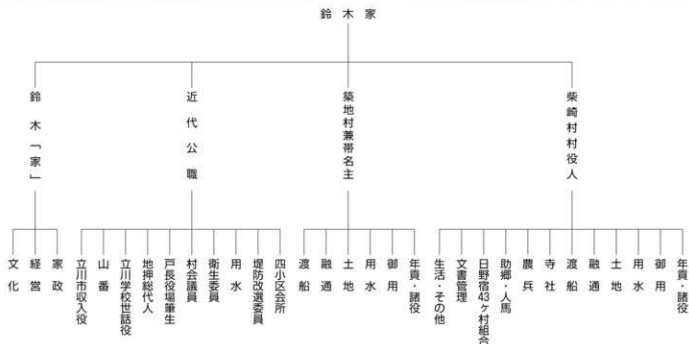 鈴木家
柴崎村村役人
築地村兼帯名主
近代公職
鈴木「家」
年貢・諸役
御用
用水
土地
融通
渡船
寺社
農兵
助郷・人馬
日野宿43ヶ村組合
文書管理
生活・その他
年貢・諸役
御用
用水
土地
融通
渡船
四小区会所
堤防改選委員
用水
衛生委員
村会議員
戸長役場筆生
地押総代人
立川学校世話役
山番
立川市収入役
家政
経営
文化